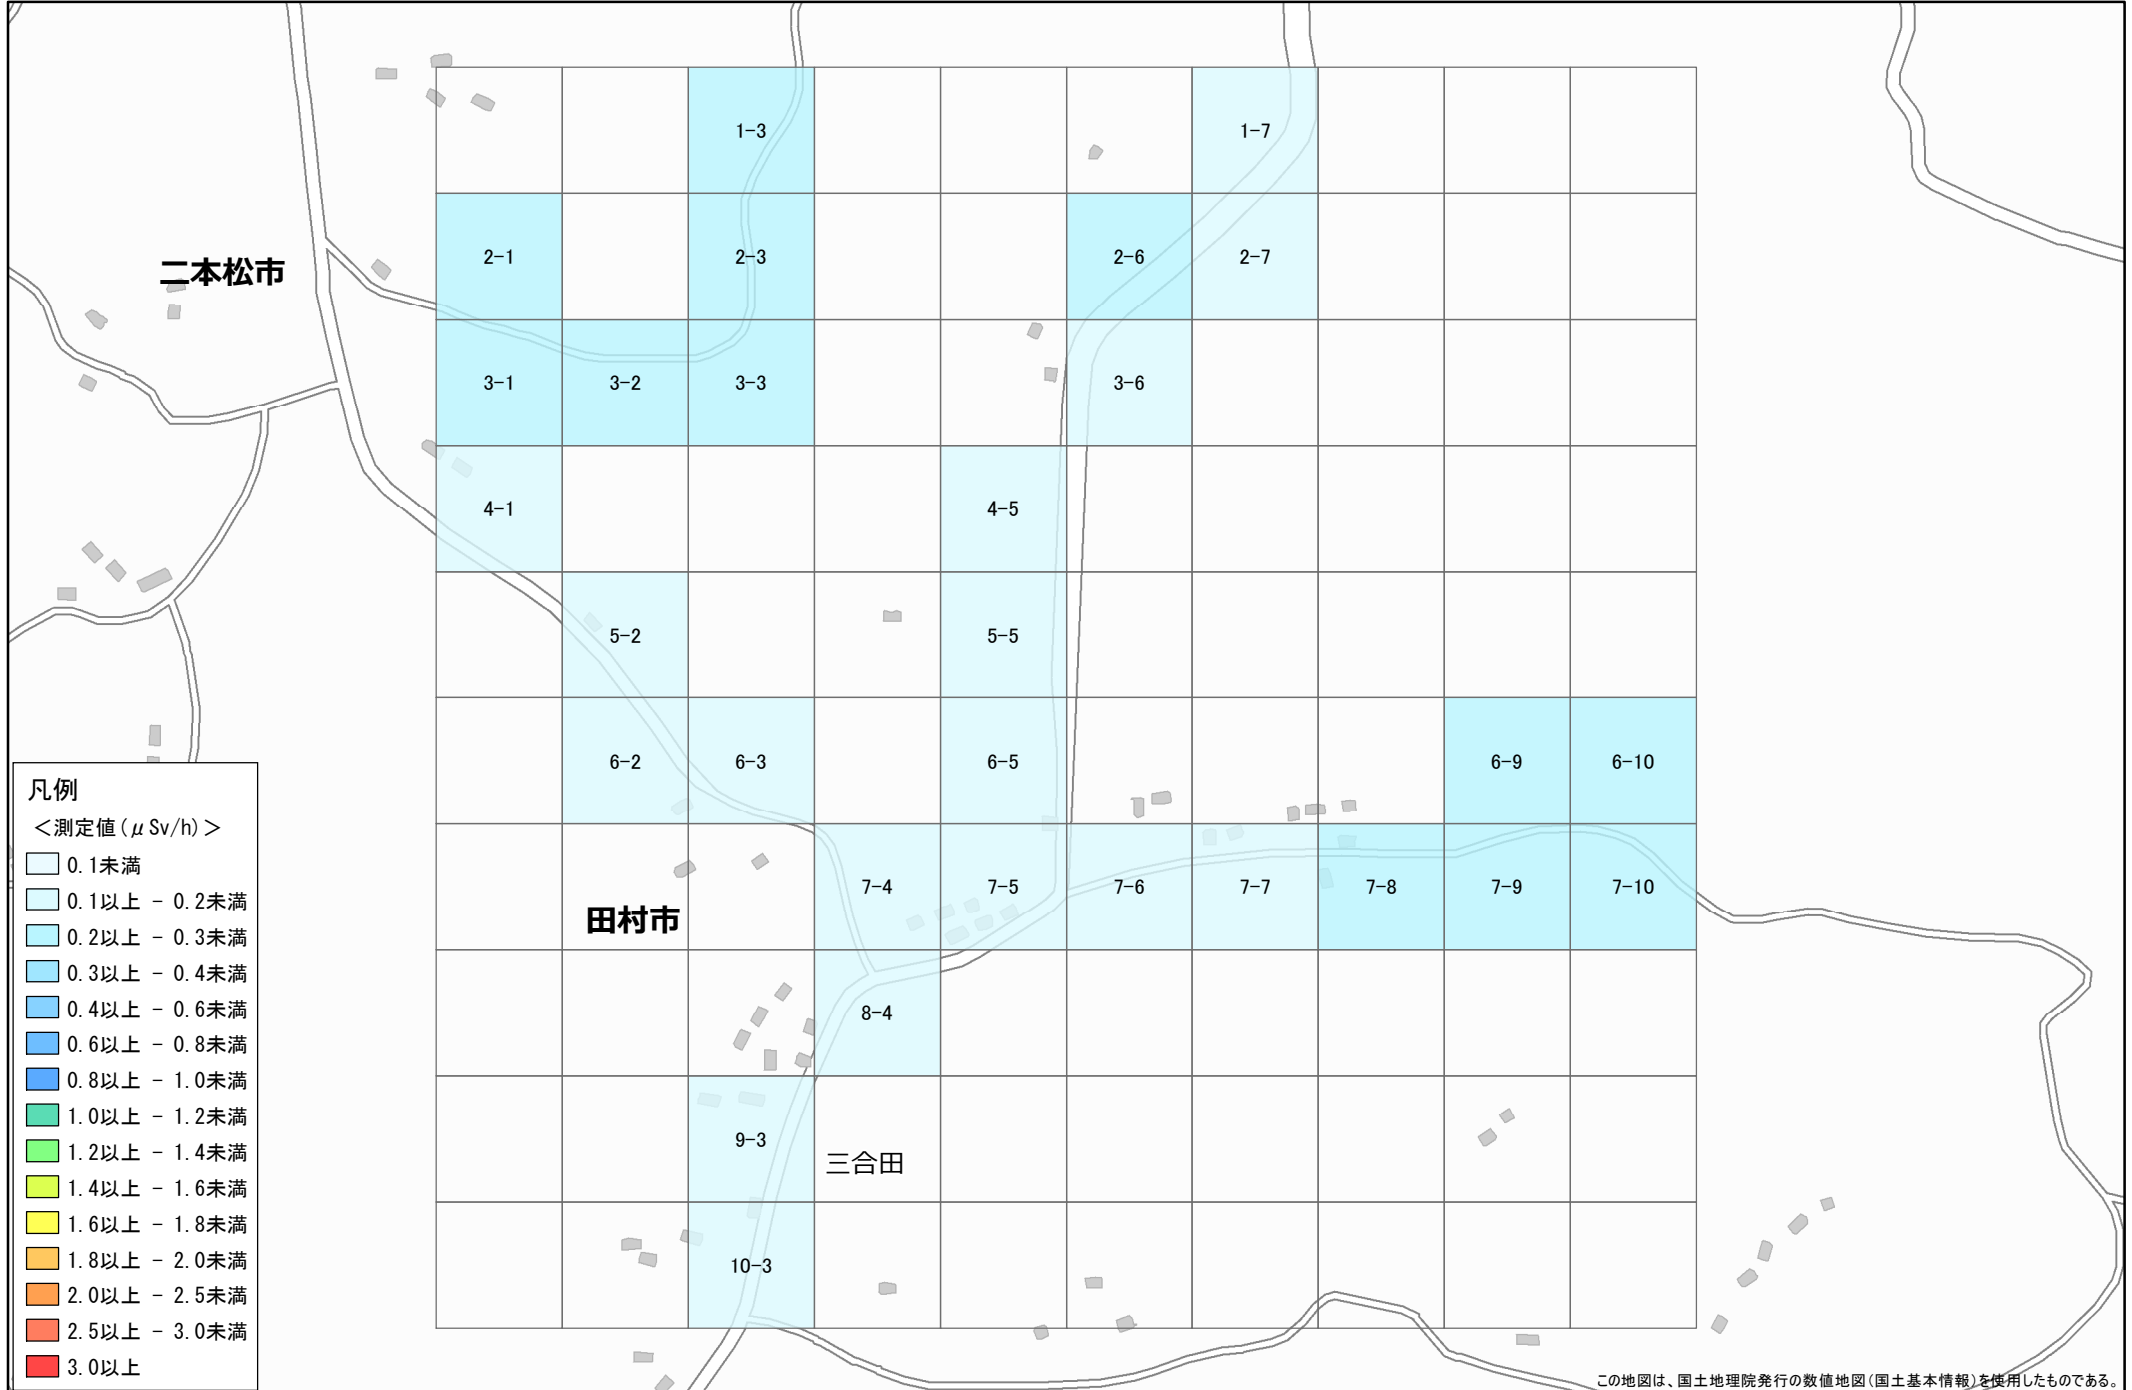 1-3
1-7
二本松市
2-1
2-3
2-6
2-7
3-1
3-2
3-3
3-6
4-1
4-5
5-2
5-5
6-2
6-3
6-5
6-9
6-10
7-4
7-5
7-6
7-7
7-8
7-9
7-10
田村市
8-4
9-3
三合田
10-3
凡例
＜測定値(μSv/h)＞
0.1未満
0.1以上 - 0.2未満
0.2以上 - 0.3未満
0.3以上 - 0.4未満
0.4以上 - 0.6未満
0.6以上 - 0.8未満
0.8以上 - 1.0未満
1.0以上 - 1.2未満
1.2以上 - 1.4未満
1.4以上 - 1.6未満
1.6以上 - 1.8未満
1.8以上 - 2.0未満
2.0以上 - 2.5未満
2.5以上 - 3.0未満
3.0以上
この地図は、国土地理院発行の数値地図(国土基本情報)を使用したものである。